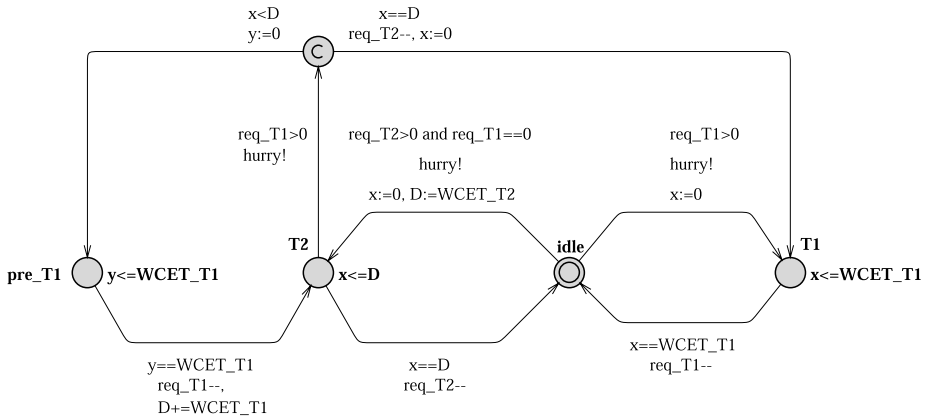 x<D
y:=0
C
x==D
req_T2--, x:=0
req_T1>0
hurry!
req_T2>0 and req_T1==0
hurry!
x:=0, D:=WCET_T2
req_T1>0
hurry!
x:=0
pre_T1
y<=WCET_T1
T2
x<=D
idle
T1
x<=WCET_T1
y==WCET_T1
req_T1--,
D+=WCET_T1
x==D
req_T2--
x==WCET_T1
req_T1--